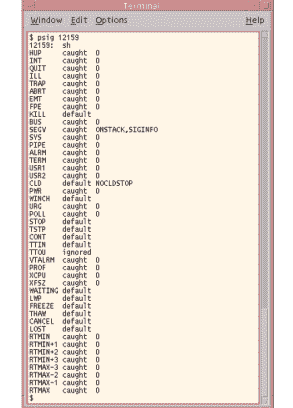 Terminal
Window Edit Options Help
$ psig 12159
12159: sh
HUP caught 0
INT caught 0
QUIT caught 0
ILL caught 0
TRAP caught 0
ABRT caught 0
EMT caught 0
FPE caught 0
KILL default
BUS caught 0
SEGV caught ONSTACK,SIGINFO
SYS caught 0
PIPE caught 0
ALRM caught 0
TERM caught 0
USR1 caught 0
USR2 caught 0
CLD default NOCLDSTOP
PWR caught 0
WINCH default
URG caught 0
POLL caught 0
STOP default
TSTP default
CONT default
TTIN default
TTOU ignored
VTALRM caught 0
PROF caught 0
XCPU caught 0
XFSZ caught 0
WAITING default
LWP default
FREEZE default
THAW default
CANCEL default
LOST default
RTMIN caught 0
RTMIN+1 caught 0
RTMIN+2 caught 0
RTMIN+3 caught 0
RTMAX-3 caught 0
RTMAX-2 caught 0
RTMAX-1 caught 0
RTMAX caught 0
$